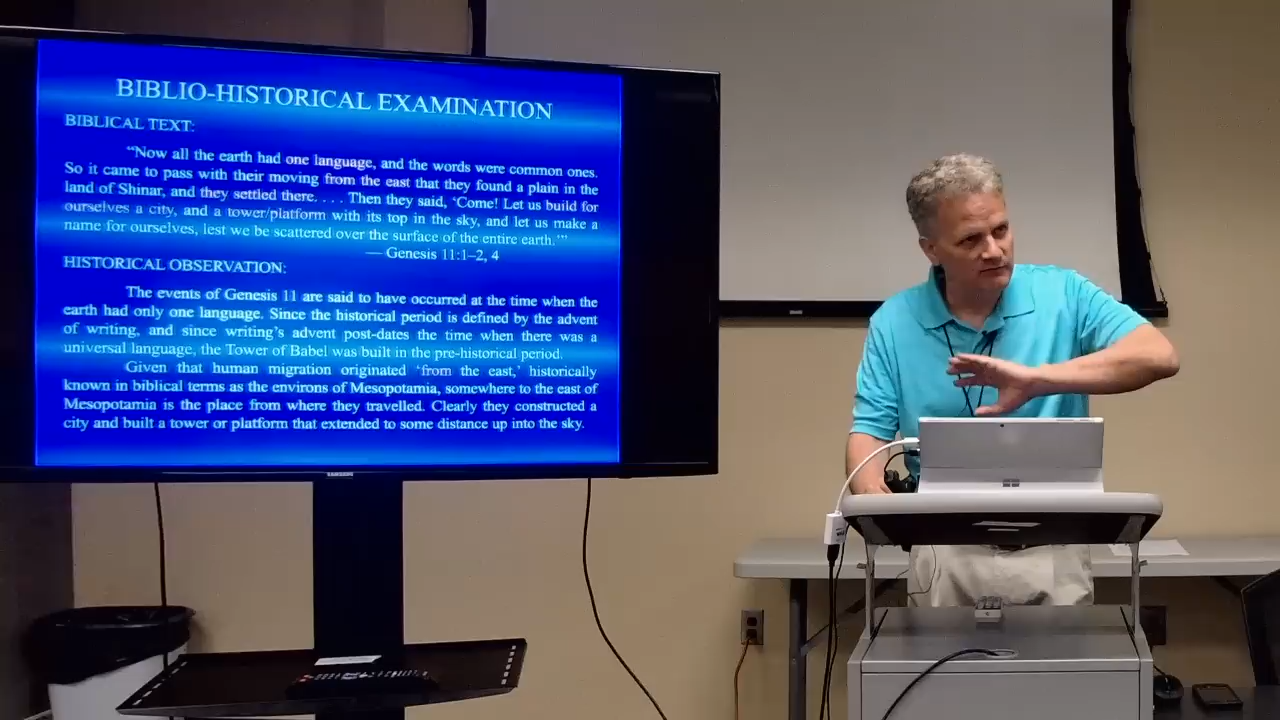 BIBLIO-HISTORICAL EXAMINATION
BIBLICAL TEXT:
“Now all the earth had one language, and the words were common ones.
So it came to pass with their moving from the east that they found a plain in the
land of Shinar, and they settled there. . . . Then they said, ‘Come! Let us build for
ourselves a city, and a tower/platform with its top in the sky, and let us make a
name for ourselves, lest we be scattered over the surface of the entire earth.’”
— Genesis 11:1–2, 4
HISTORICAL OBSERVATION:
The events of Genesis 11 are said to have occurred at the time when the
earth had only one language. Since the historical period is defined by the advent
of writing, and since writing’s advent post-dates the time when there was a
universal language, the Tower of Babel was built in the pre-historical period.
Given that human migration originated ‘from the east,’ historically
known in biblical terms as the environs of Mesopotamia, somewhere to the east of
Mesopotamia is the place from where they travelled. Clearly they constructed a
city and built a tower or platform that extended to some distance up into the sky.
SAMSUNG